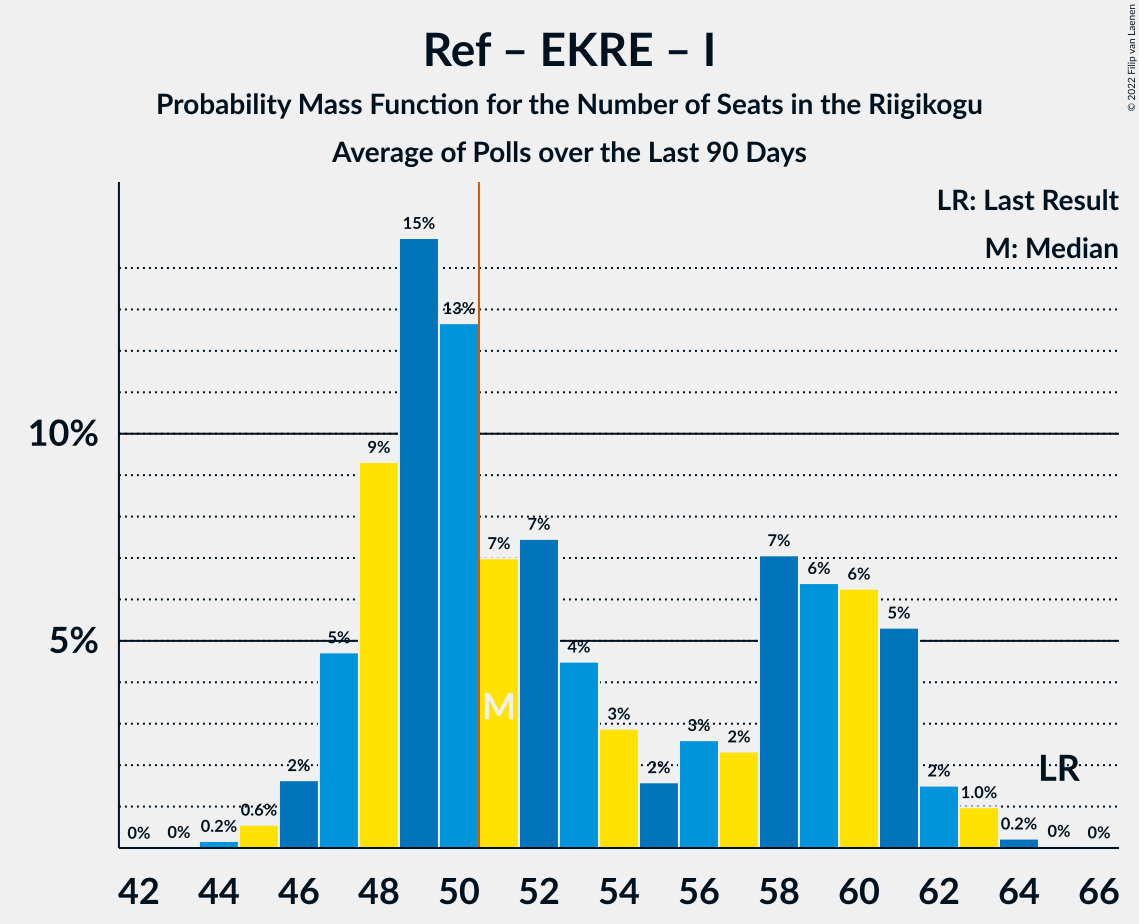 Ref – EKRE – I
Probability Mass Function for the Number of Seats in the Riigikogu
Average of Polls over the Last 90 Days
© 2022 Filip van Laenen
LR: Last Result
M: Median
10%
5%
0% 0% 0.2% 0.6% 2% 5% 9% 15% 13% 7% 7% 4% 3% 2% 3% 2% 7% 6% 6% 5% 2% 1.0% 0.2% 0% 0%
M
LR
42 44 46 48 50 52 54 56 58 60 62 64 66